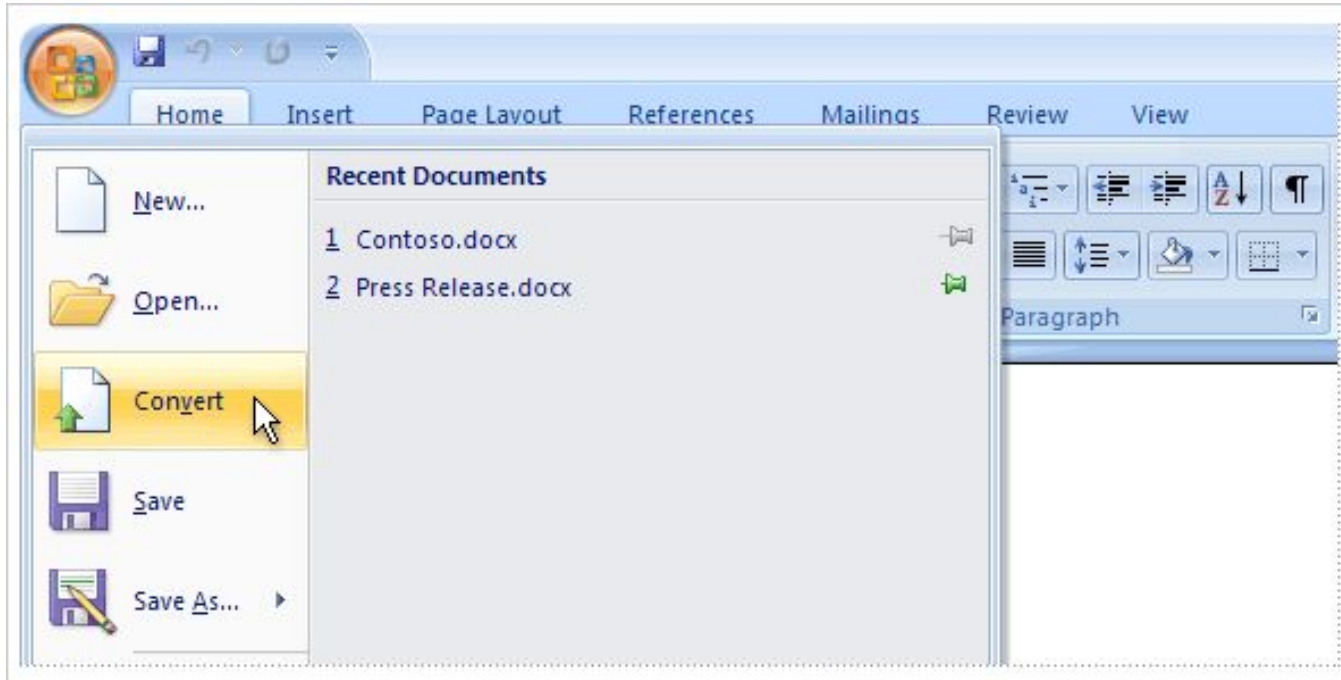 Home Insert Page Layout References Mailings Review View
New...
Open...
Convert
Save
Save As...
Recent Documents
1 Contoso.docx
2 Press Release.docx
Paragraph